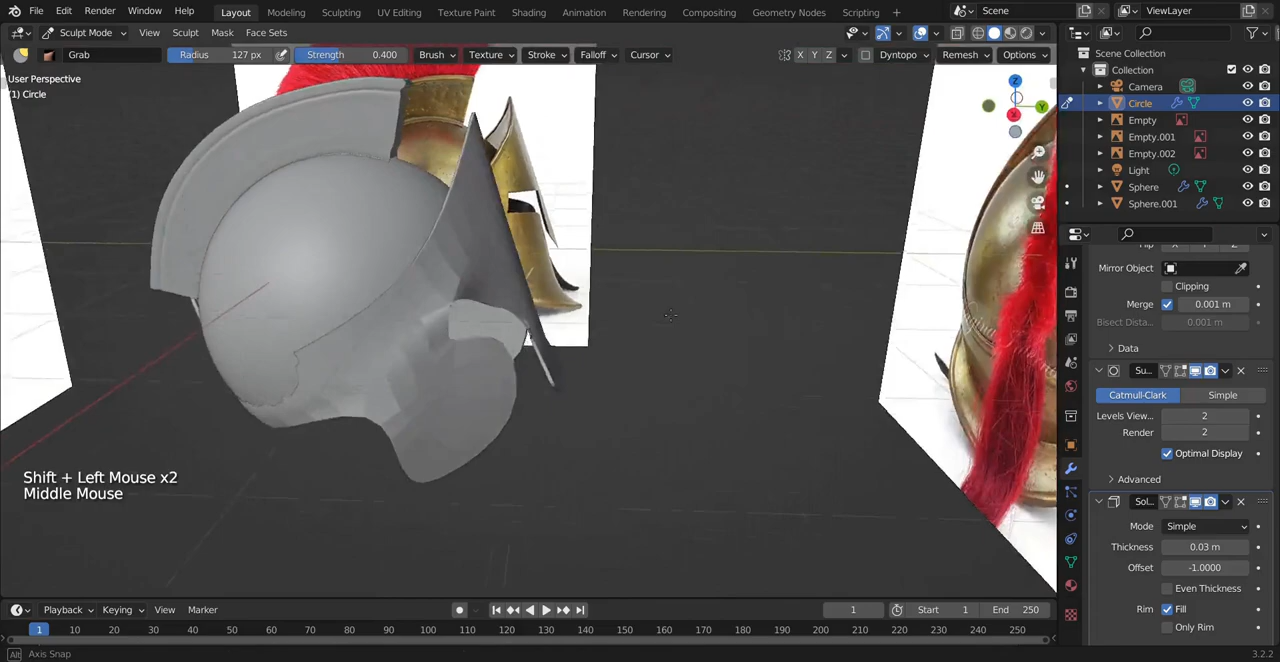 File Edit Render Window Help Layout Modeling Sculpting UV Editing Texture Paint Shading Animation Rendering Compositing Geometry Nodes Scripting + Scene ViewLayer
Sculpt Mode View Sculpt Mask Face Sets
Grab Radius 127 px Strength 0.400 Brush Texture Stroke Falloff Cursor X Y Z Dyntopo Remesh Options
User Perspective
(1) Circle
Z
Y
X
Scene Collection
Collection
Camera
Circle
Empty
Empty.001
Empty.002
Light
Sphere
Sphere.001
Mirror Object
Clipping
Merge 0.001 m
Bisect Dista... 0.001 m
Data
Su...
Catmull-Clark Simple
Levels View... 2
Render 2
Optimal Display
Advanced
Sol...
Mode Simple
Thickness 0.03 m
Offset -1.0000
Even Thickness
Rim Fill
Only Rim
Shift + Left Mouse x2
Middle Mouse
Playback Keying View Marker 1 Start 1 End 250
1 10 20 30 40 50 60 70 80 90 100 110 120 130 140 150 160 170 180 190 200 210 220 230 240 250
Alt Axis Snap 3.2.2